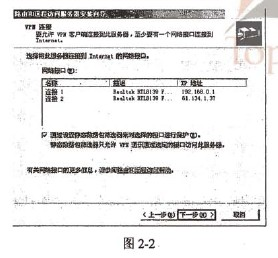 路由和远程访问服务器安装向导
VPN 连接
要允许 VPN 客户端连接到此服务器，至少要有一个网络接口连接到
Internet。
选择将此服务器连接到 Internet 的网络接口。
网络接口(W):
名称 描述 IP 地址
连接 1 Realtek RTL8139 F... 192.168.0.1
连接 2 Realtek RTL8139 F... 61.134.1.37
通过设置静态数据包筛选器来对选择的接口进行保护(E)。
静态数据包筛选器只允许 VPN 通讯通过选定的接口访问此服务器。
有关网络接口的更多信息，请参阅
<上一步(B) 下一步(N)> 取消
图 2-2